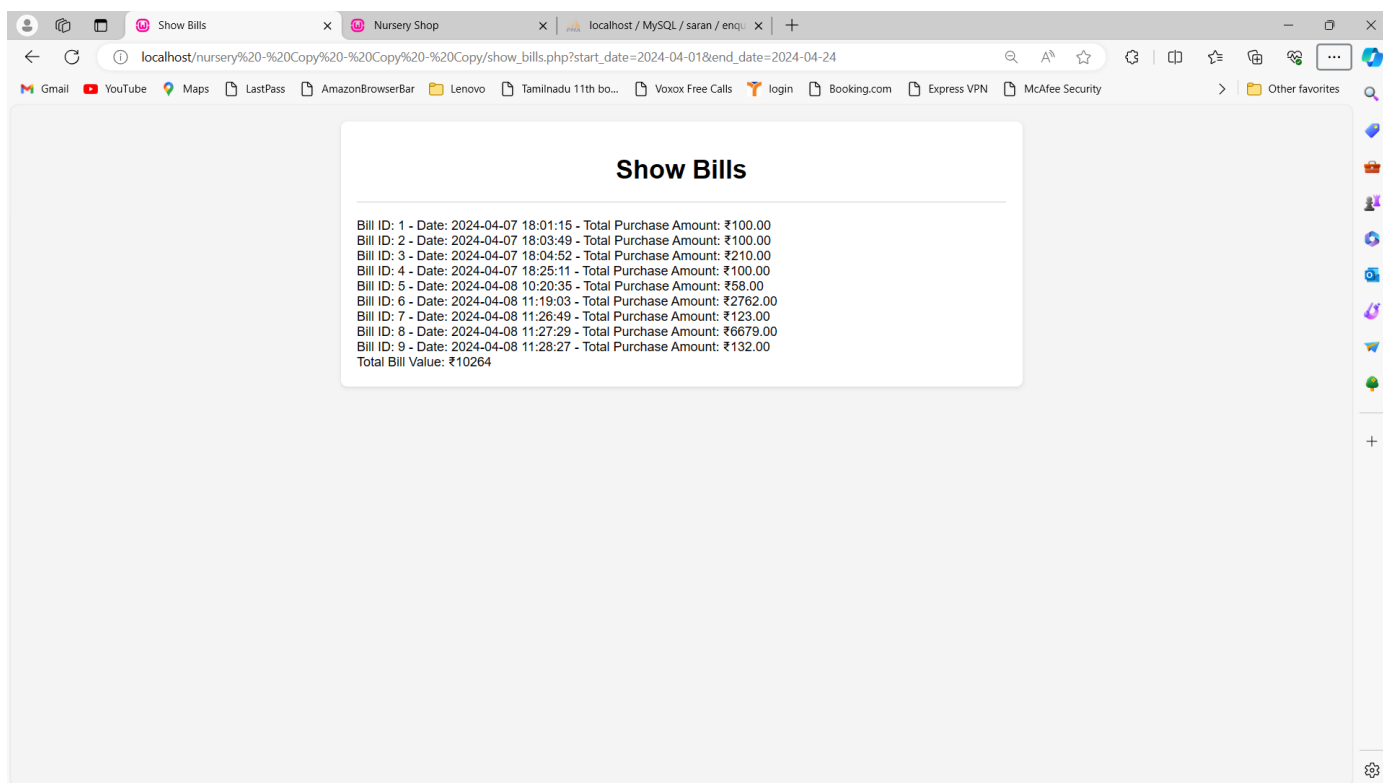 Show Bills
Nursery Shop
localhost / MySQL / saran / enqu
localhost/nursery%20-%20Copy%20-%20Copy%20-%20Copy/show_bills.php?start_date=2024-04-01&end_date=2024-04-24
Gmail YouTube Maps LastPass AmazonBrowserBar Lenovo Tamilnadu 11th bo... Voxox Free Calls login Booking.com Express VPN McAfee Security Other favorites
Show Bills
Bill ID: 1 - Date: 2024-04-07 18:01:15 - Total Purchase Amount: ₹100.00
Bill ID: 2 - Date: 2024-04-07 18:03:49 - Total Purchase Amount: ₹100.00
Bill ID: 3 - Date: 2024-04-07 18:04:52 - Total Purchase Amount: ₹210.00
Bill ID: 4 - Date: 2024-04-07 18:25:11 - Total Purchase Amount: ₹100.00
Bill ID: 5 - Date: 2024-04-08 10:20:35 - Total Purchase Amount: ₹58.00
Bill ID: 6 - Date: 2024-04-08 11:19:03 - Total Purchase Amount: ₹2762.00
Bill ID: 7 - Date: 2024-04-08 11:26:49 - Total Purchase Amount: ₹123.00
Bill ID: 8 - Date: 2024-04-08 11:27:29 - Total Purchase Amount: ₹6679.00
Bill ID: 9 - Date: 2024-04-08 11:28:27 - Total Purchase Amount: ₹132.00
Total Bill Value: ₹10264